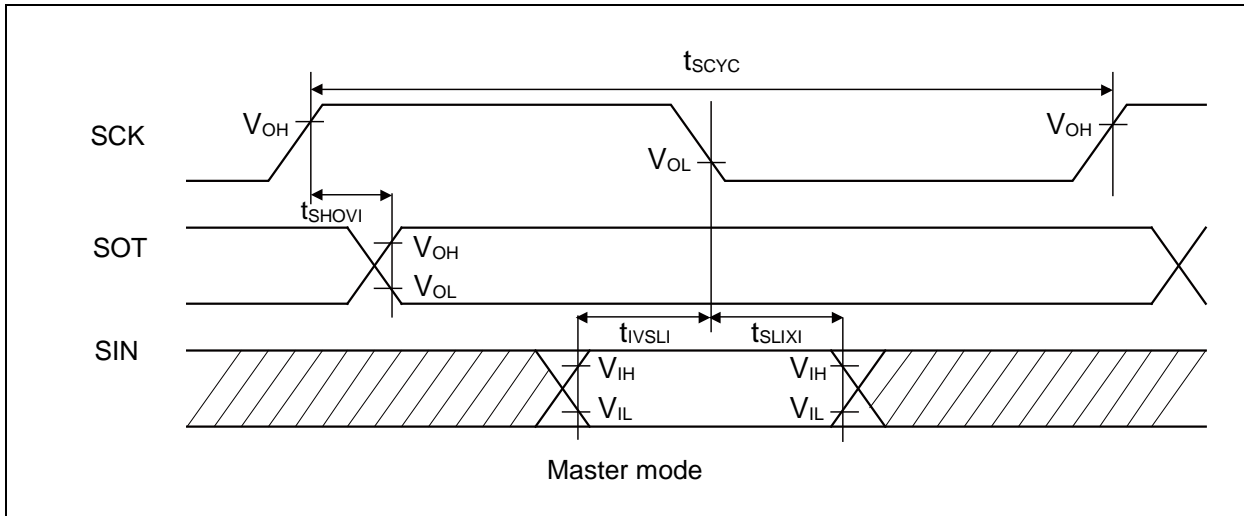 tSCYC
SCK
VOH
VOL
VOH
tSHOVI
SOT
VOH
VOL
tIVSLI
tSLIXI
SIN
VIH
VIL
VIH
VIL
Master mode